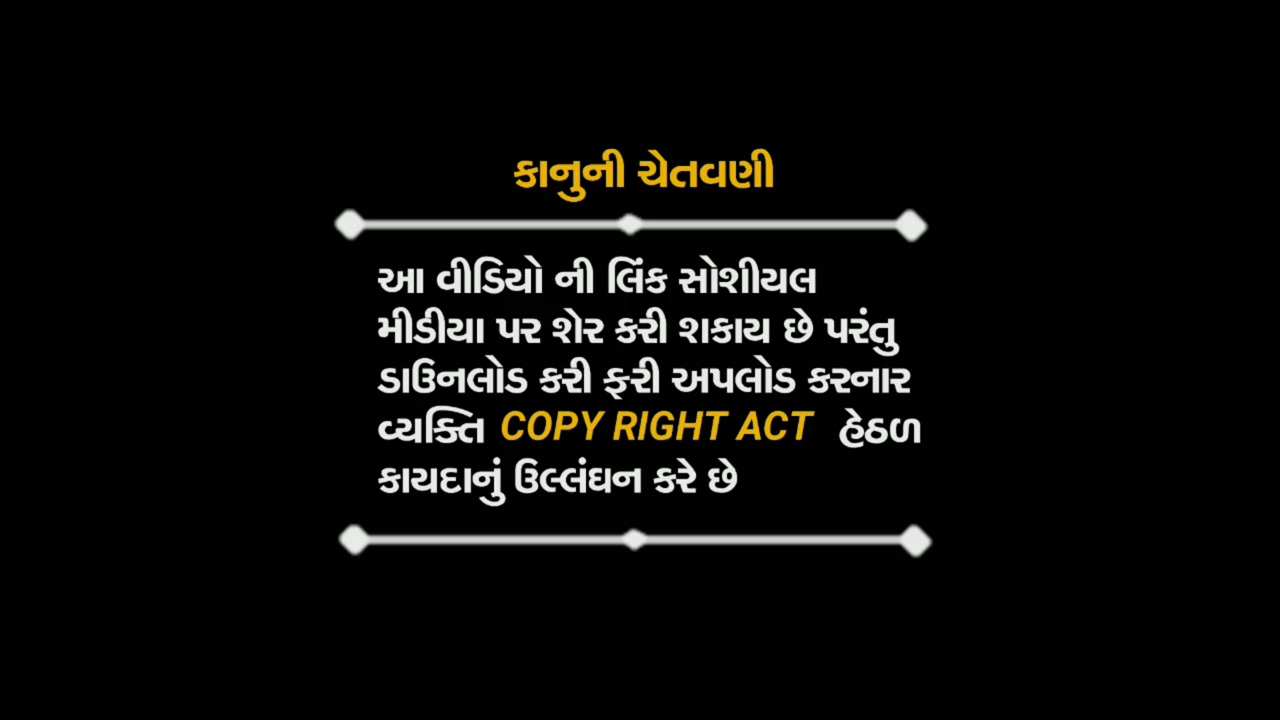 કાનુની ચેતવણી
આ વીડિયો ની લિંક સોશીયલ
મીડીયા પર શેર કરી શકાય છે પરંતુ
ડાઉનલોડ કરી ફરી અપલોડ કરનાર
વ્યક્તિ COPY RIGHT ACT હેઠળ
કાયદાનું ઉલ્લંઘન કરે છે